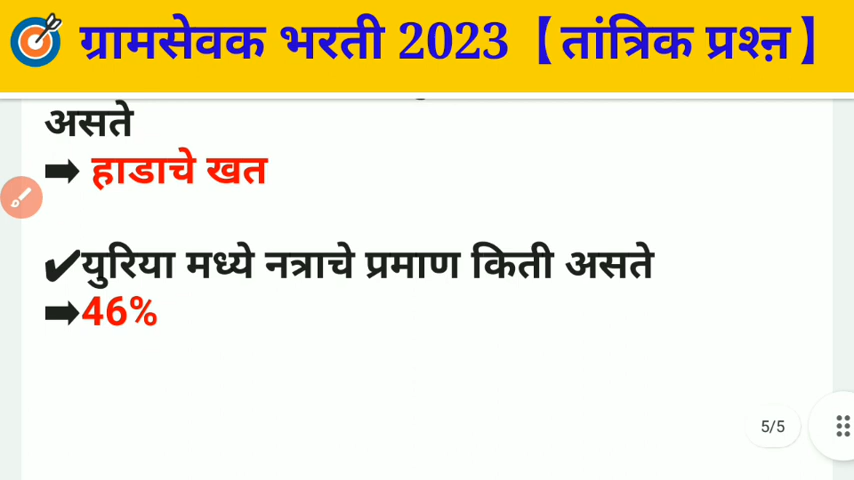 ग्रामसेवक भरती 2023【तांत्रिक प्रश्न】
असते
➡ हाडाचे खत
✔युरिया मध्ये नत्राचे प्रमाण किती असते
➡46%
5/5